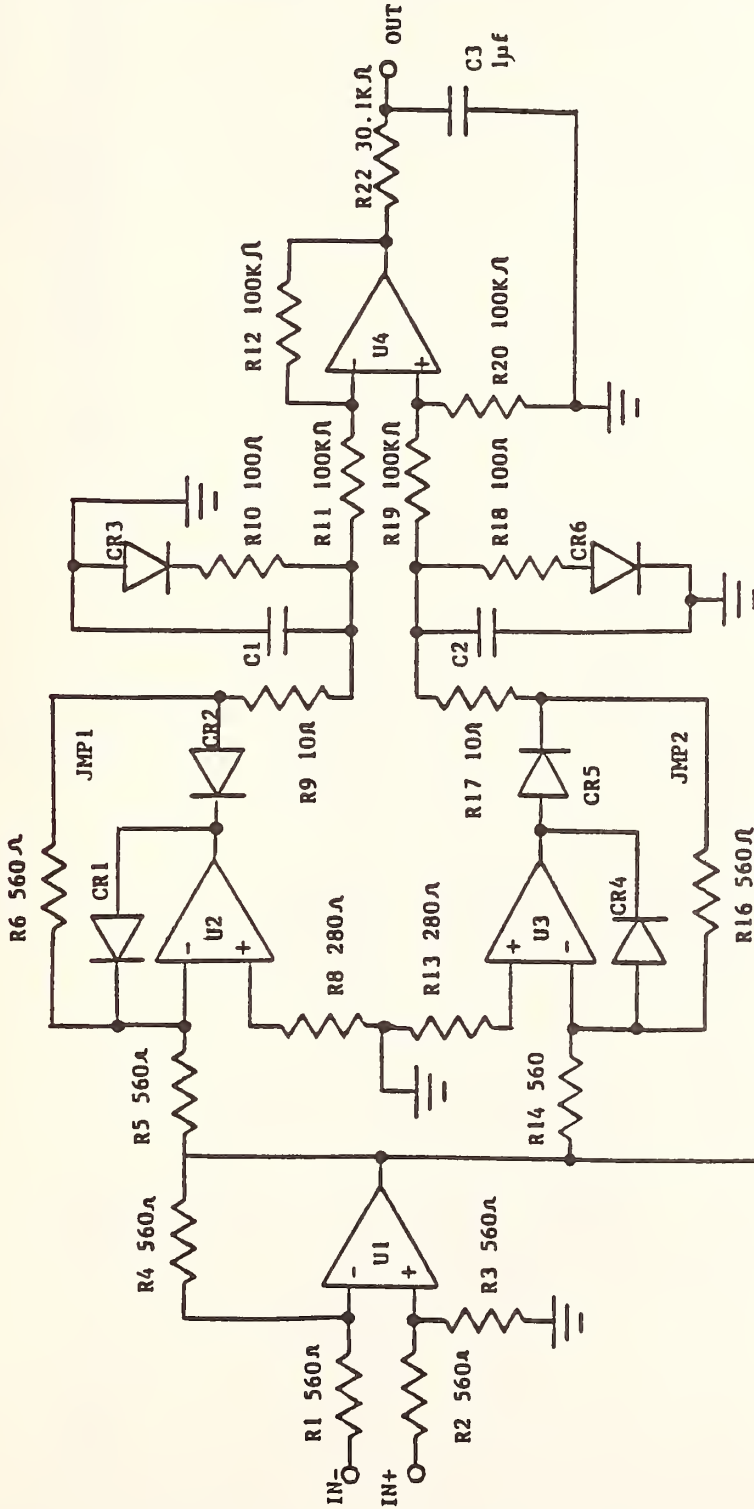 R6 560Ω
JMP1
CR1
CR2
CR3
C1
R10 100Ω
R9 10Ω
R5 560Ω
R4 560Ω
-
U2
+
R8 280Ω
R11 100KΩ
R12 100KΩ
R1 560Ω
IN-
-
U1
+
IN+
R2 560Ω
R3 560Ω
R13 280Ω
R19 100KΩ
-
U4
+
R22 30.1KΩ
OUT
C3
1µf
R20 100KΩ
R18 100Ω
C2
CR6
R17 10Ω
+
U3
-
CR5
CR4
R14 560
JMP2
R16 560Ω